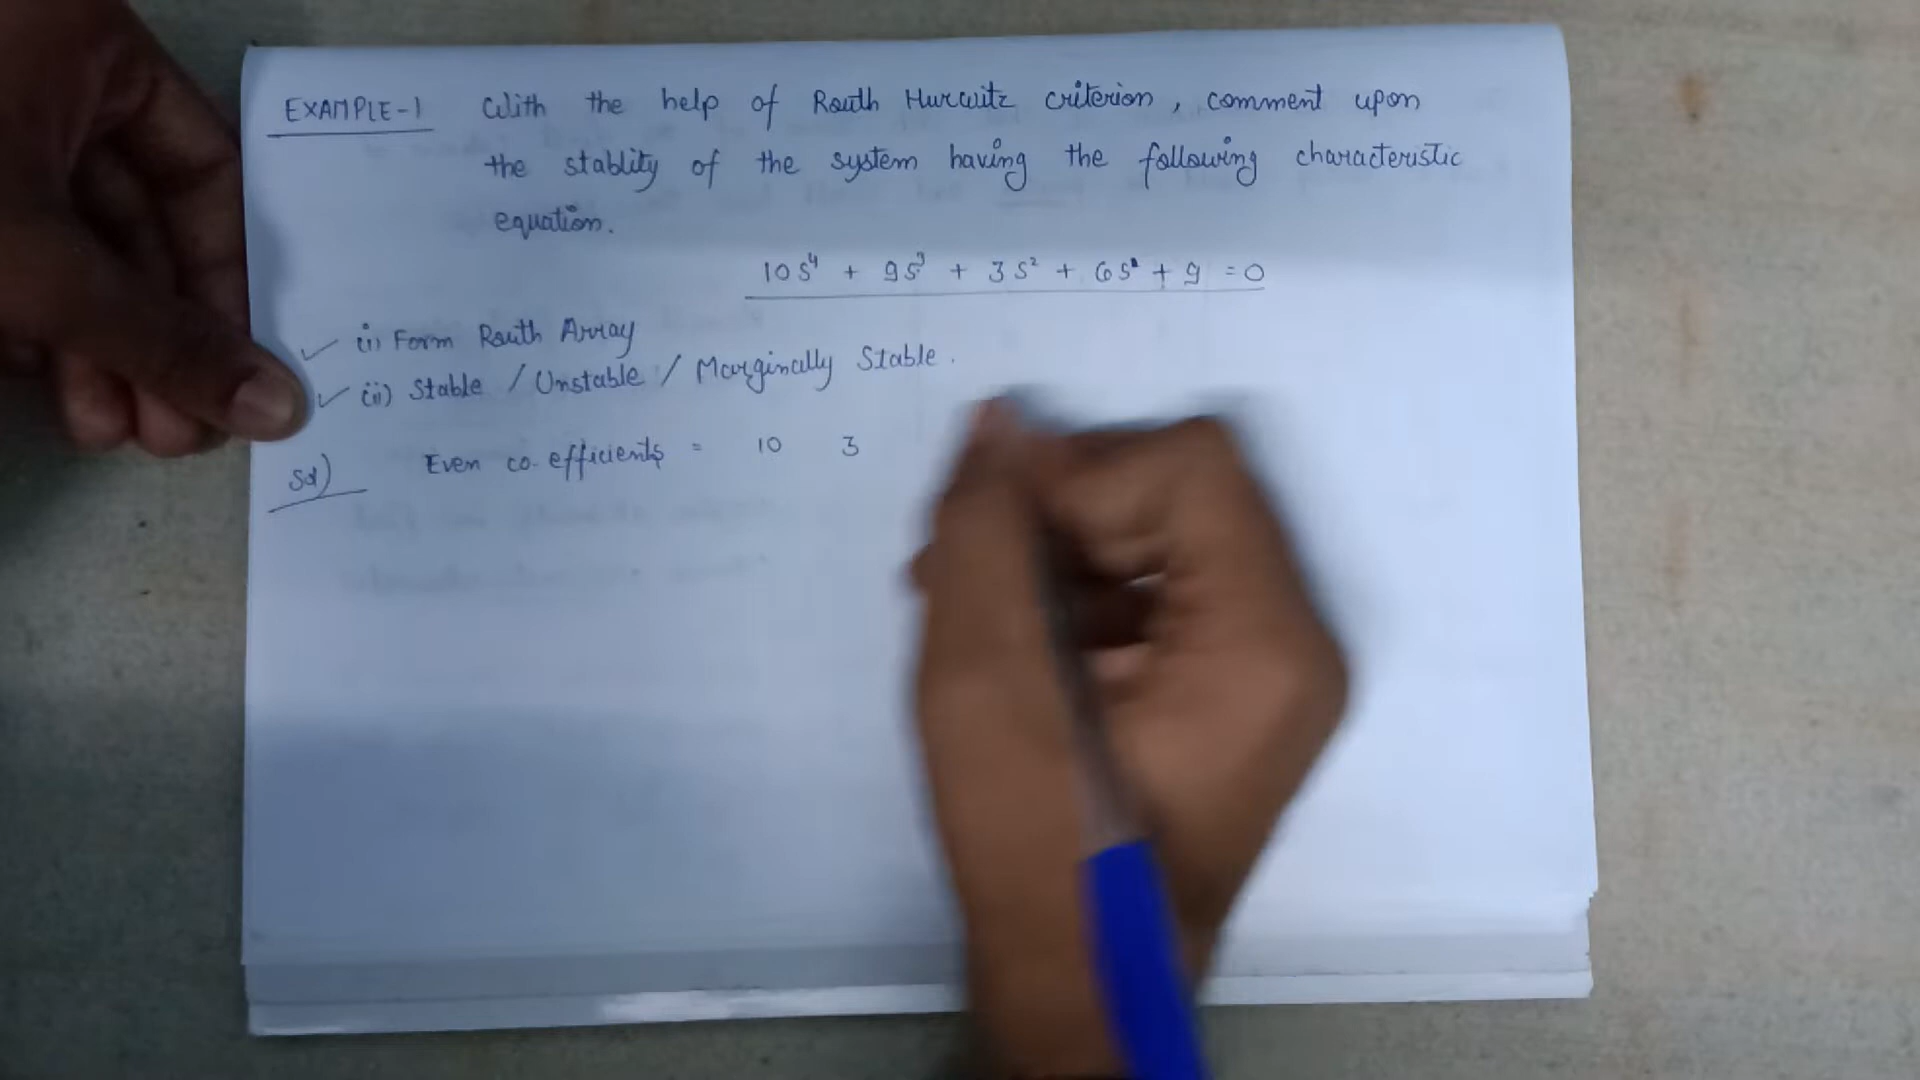 EXAMPLE-1 With the help of Routh Hurwitz criterion, comment upon
the stablity of the system having the following characteristic
equation.
10s⁴ + 9s³ + 3s² + 6s + 9 = 0
(i) Form Routh Array
(ii) Stable / Unstable / Marginally Stable.
Sol) Even co-efficients = 10 3